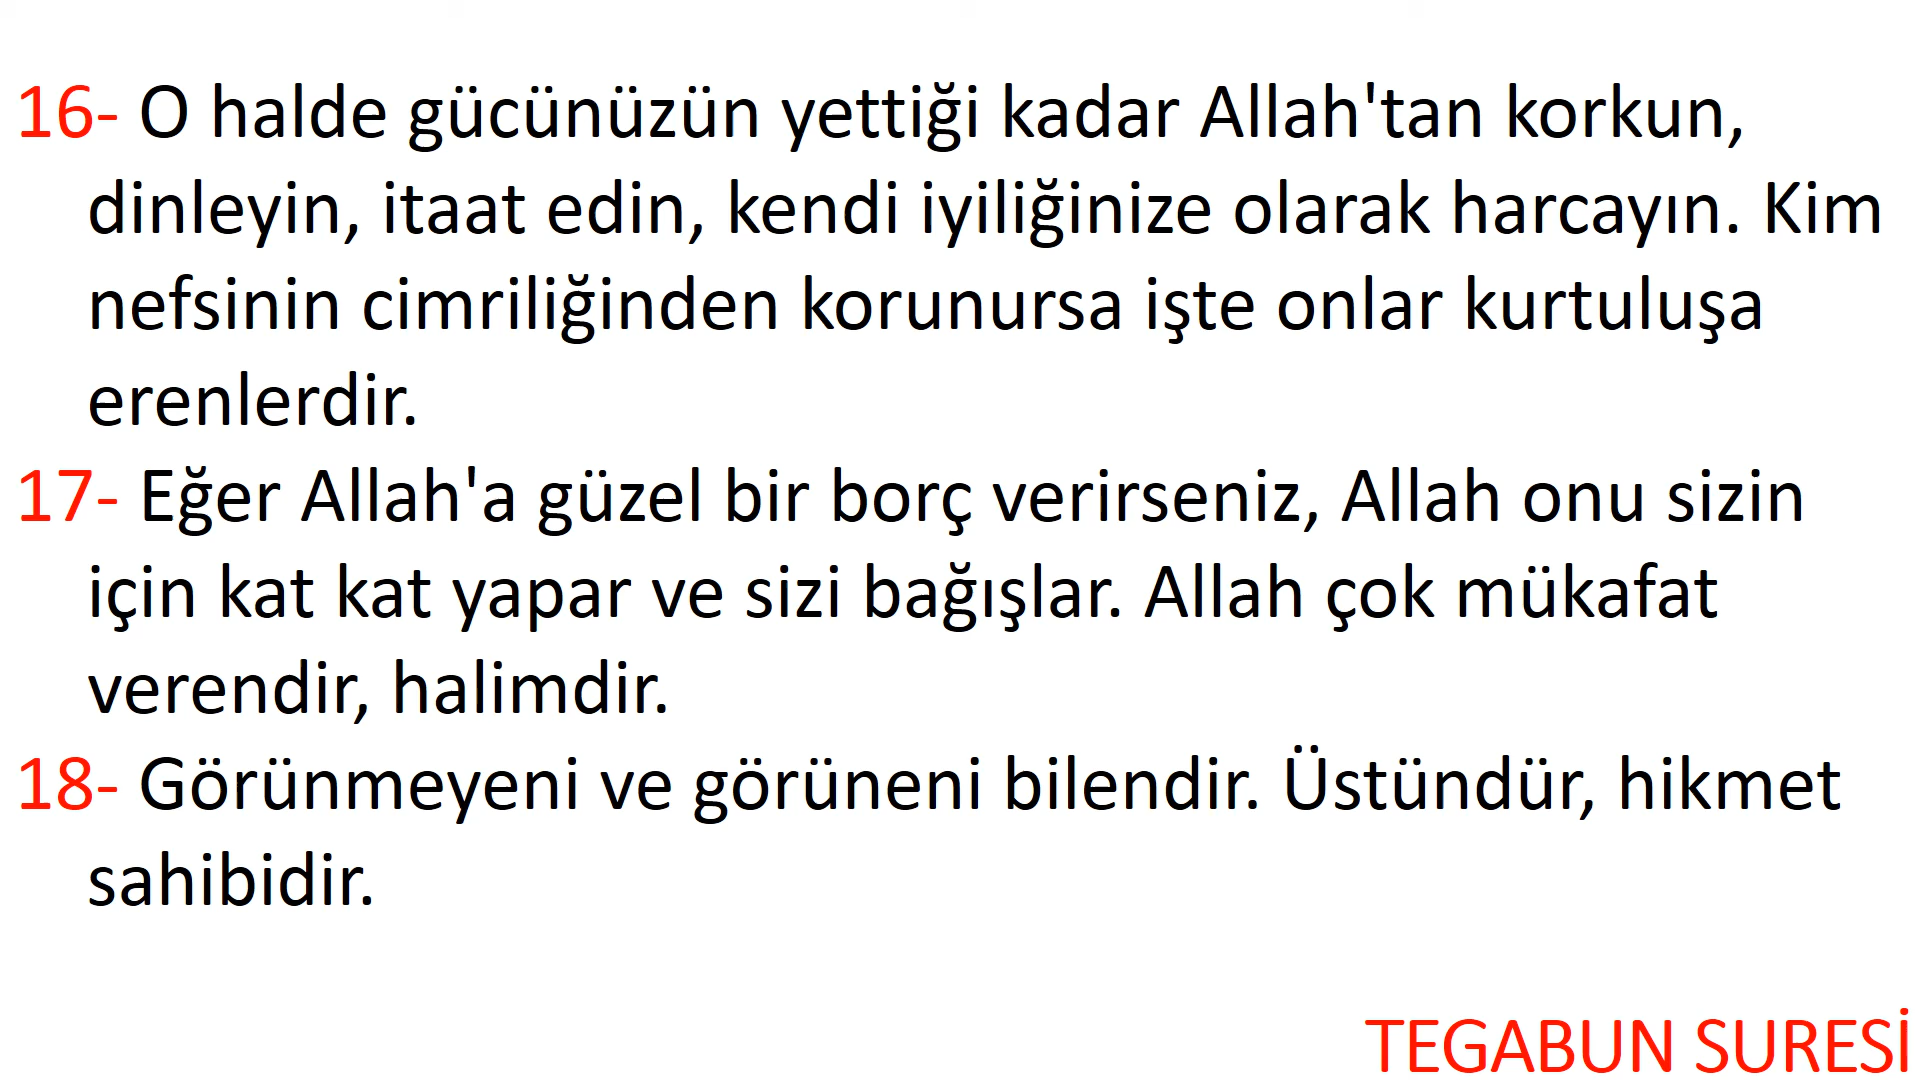 16- O halde gücünüzün yettiği kadar Allah'tan korkun,
dinleyin, itaat edin, kendi iyiliğinize olarak harcayın. Kim
nefsinin cimriliğinden korunursa işte onlar kurtuluşa
erenlerdir.
17- Eğer Allah'a güzel bir borç verirseniz, Allah onu sizin
için kat kat yapar ve sizi bağışlar. Allah çok mükafat
verendir, halimdir.
18- Görünmeyeni ve görüneni bilendir. Üstündür, hikmet
sahibidir.
TEGABUN SURESİ